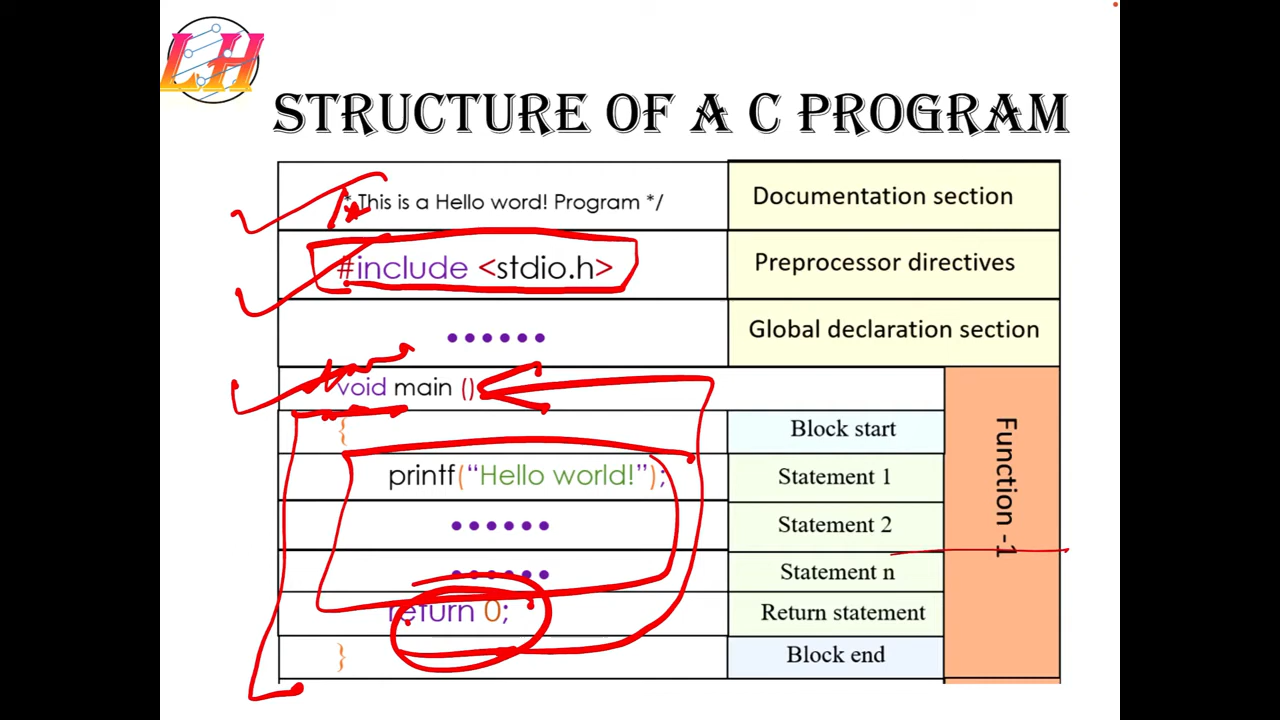 LH
STRUCTURE OF A C PROGRAM
/* This is a Hello word! Program */ Documentation section
#include <stdio.h> Preprocessor directives
•••••• Global declaration section
void main ()
{ Block start
printf(“Hello world!”); Statement 1
•••••• Statement 2
•••••• Statement n
return 0; Return statement
} Block end
Function -1